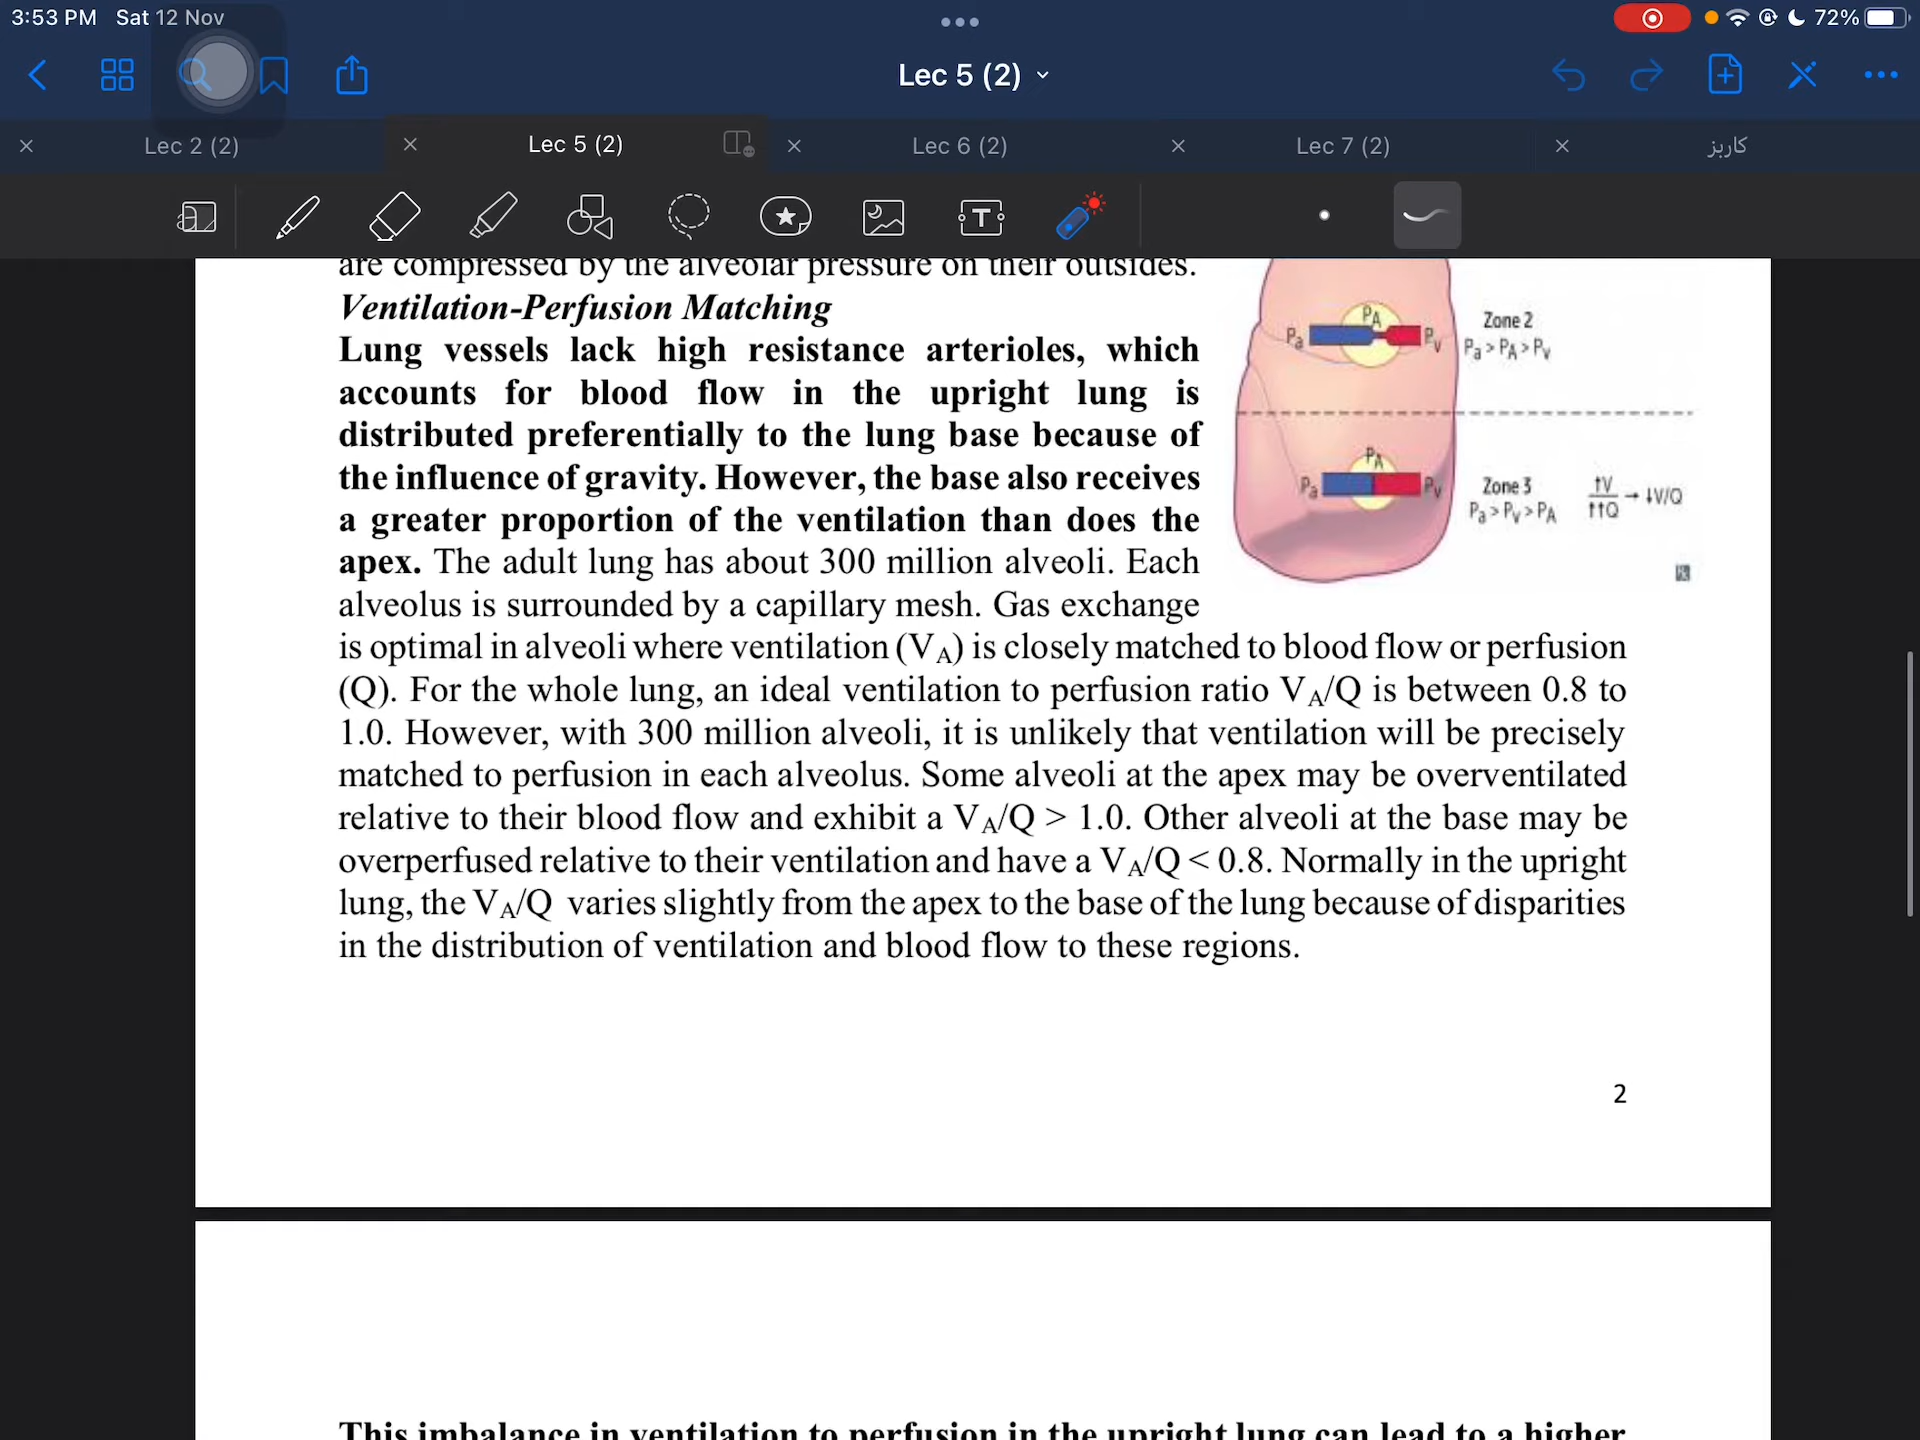 3:53 PM Sat 12 Nov
72%
Lec 5 (2)
Lec 2 (2)
Lec 5 (2)
Lec 6 (2)
Lec 7 (2)
كاربز
are compressed by the alveolar pressure on their outsides.
Ventilation-Perfusion Matching
Lung vessels lack high resistance arterioles, which
accounts for blood flow in the upright lung is
distributed preferentially to the lung base because of
the influence of gravity. However, the base also receives
a greater proportion of the ventilation than does the
apex. The adult lung has about 300 million alveoli. Each
alveolus is surrounded by a capillary mesh. Gas exchange
is optimal in alveoli where ventilation (VA) is closely matched to blood flow or perfusion
(Q). For the whole lung, an ideal ventilation to perfusion ratio VA/Q is between 0.8 to
1.0. However, with 300 million alveoli, it is unlikely that ventilation will be precisely
matched to perfusion in each alveolus. Some alveoli at the apex may be overventilated
relative to their blood flow and exhibit a VA/Q > 1.0. Other alveoli at the base may be
overperfused relative to their ventilation and have a VA/Q < 0.8. Normally in the upright
lung, the VA/Q varies slightly from the apex to the base of the lung because of disparities
in the distribution of ventilation and blood flow to these regions.
PA
Pa
Pv
Zone 2
Pa > PA > Pv
PA
Pa
Pv
Zone 3
Pa > Pv > PA
↑V
↑↑Q
→ ↓V/Q
2
This imbalance in ventilation to perfusion in the upright lung can lead to a higher